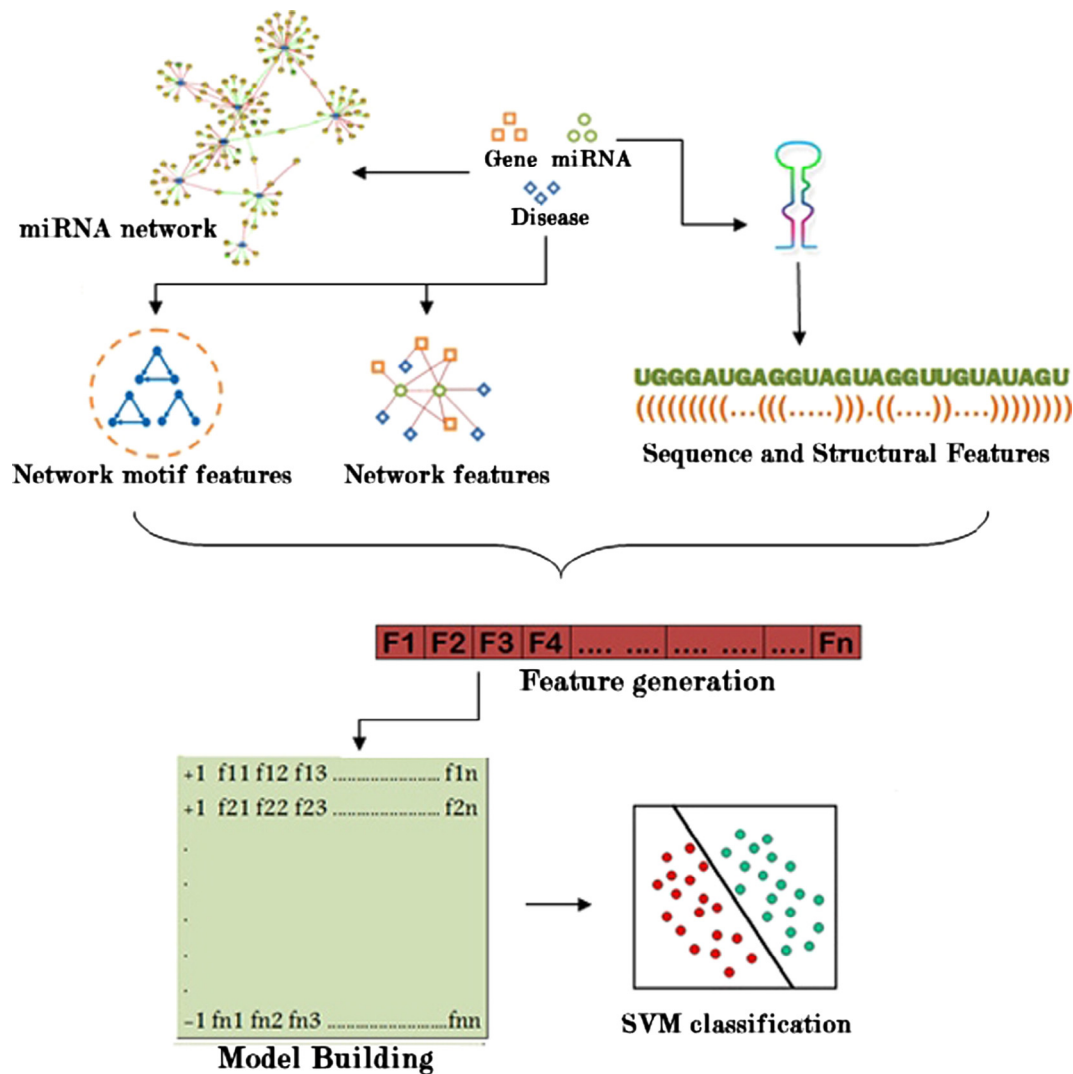 Gene miRNA
Disease
miRNA network
UGGGAUGAGGUAGUAGGUUGUAUAGU
(((((((((...(((.....))).((....))....))))))))
Network motif features
Network features
Sequence and Structural Features
F1 F2 F3 F4 .... .... .... .... .... Fn
Feature generation
+1 f11 f12 f13 ........................ f1n
+1 f21 f22 f23 ........................ f2n
.
.
.
.
.
-1 fn1 fn2 fn3 ........................... fnn
Model Building
SVM classification